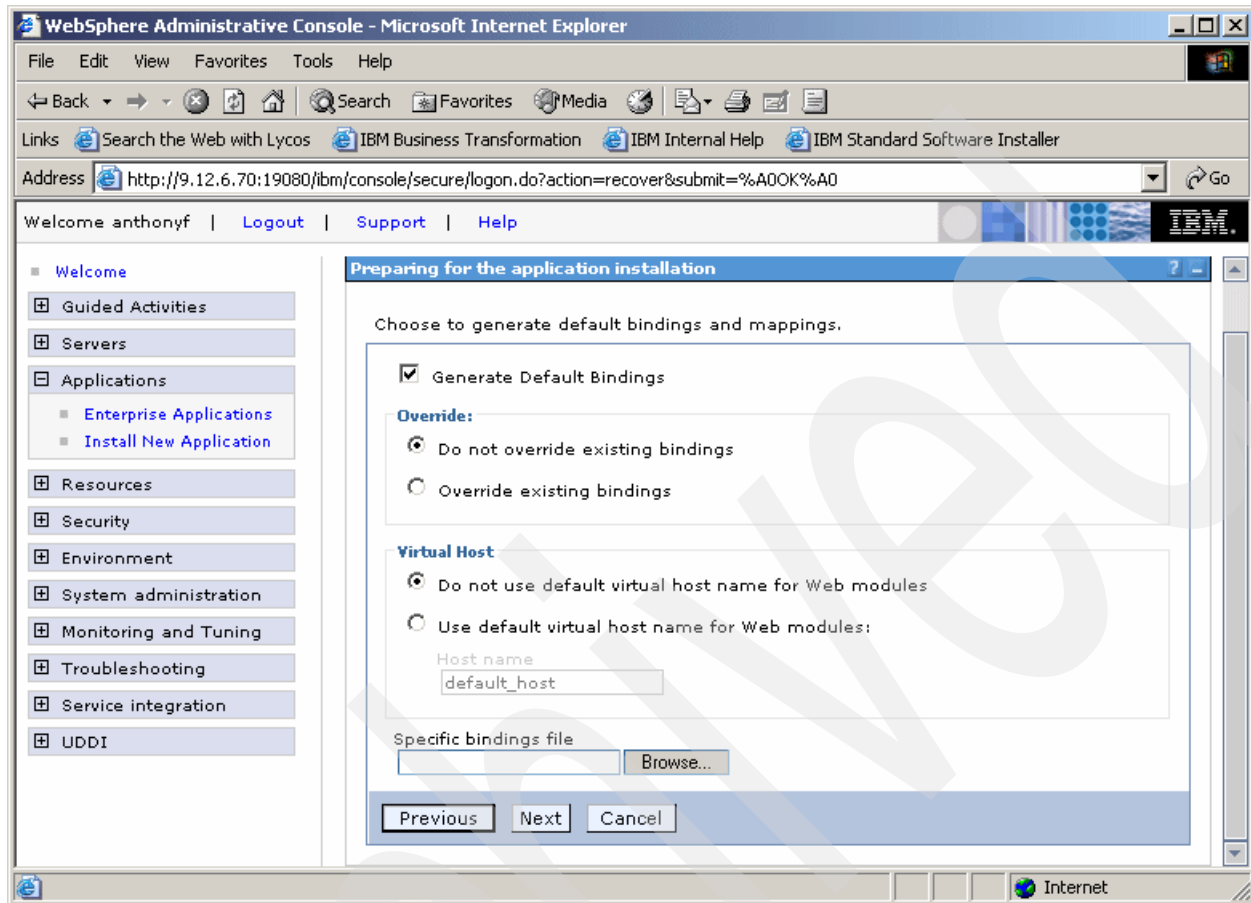 WebSphere Administrative Console - Microsoft Internet Explorer
File Edit View Favorites Tools Help
Back Search Favorites Media
Links Search the Web with Lycos IBM Business Transformation IBM Internal Help IBM Standard Software Installer
Address http://9.12.6.70:19080/ibm/console/secure/logon.do?action=recover&submit=%A0OK%A0 Go
Welcome anthonyf | Logout | Support | Help IBM.
Welcome
Guided Activities
Servers
Applications
Enterprise Applications
Install New Application
Resources
Security
Environment
System administration
Monitoring and Tuning
Troubleshooting
Service integration
UDDI
Preparing for the application installation ? -
Choose to generate default bindings and mappings.
Generate Default Bindings
Override:
Do not override existing bindings
Override existing bindings
Virtual Host
Do not use default virtual host name for Web modules
Use default virtual host name for Web modules:
Host name
default_host
Specific bindings file
Browse...
Previous Next Cancel
Internet
hived